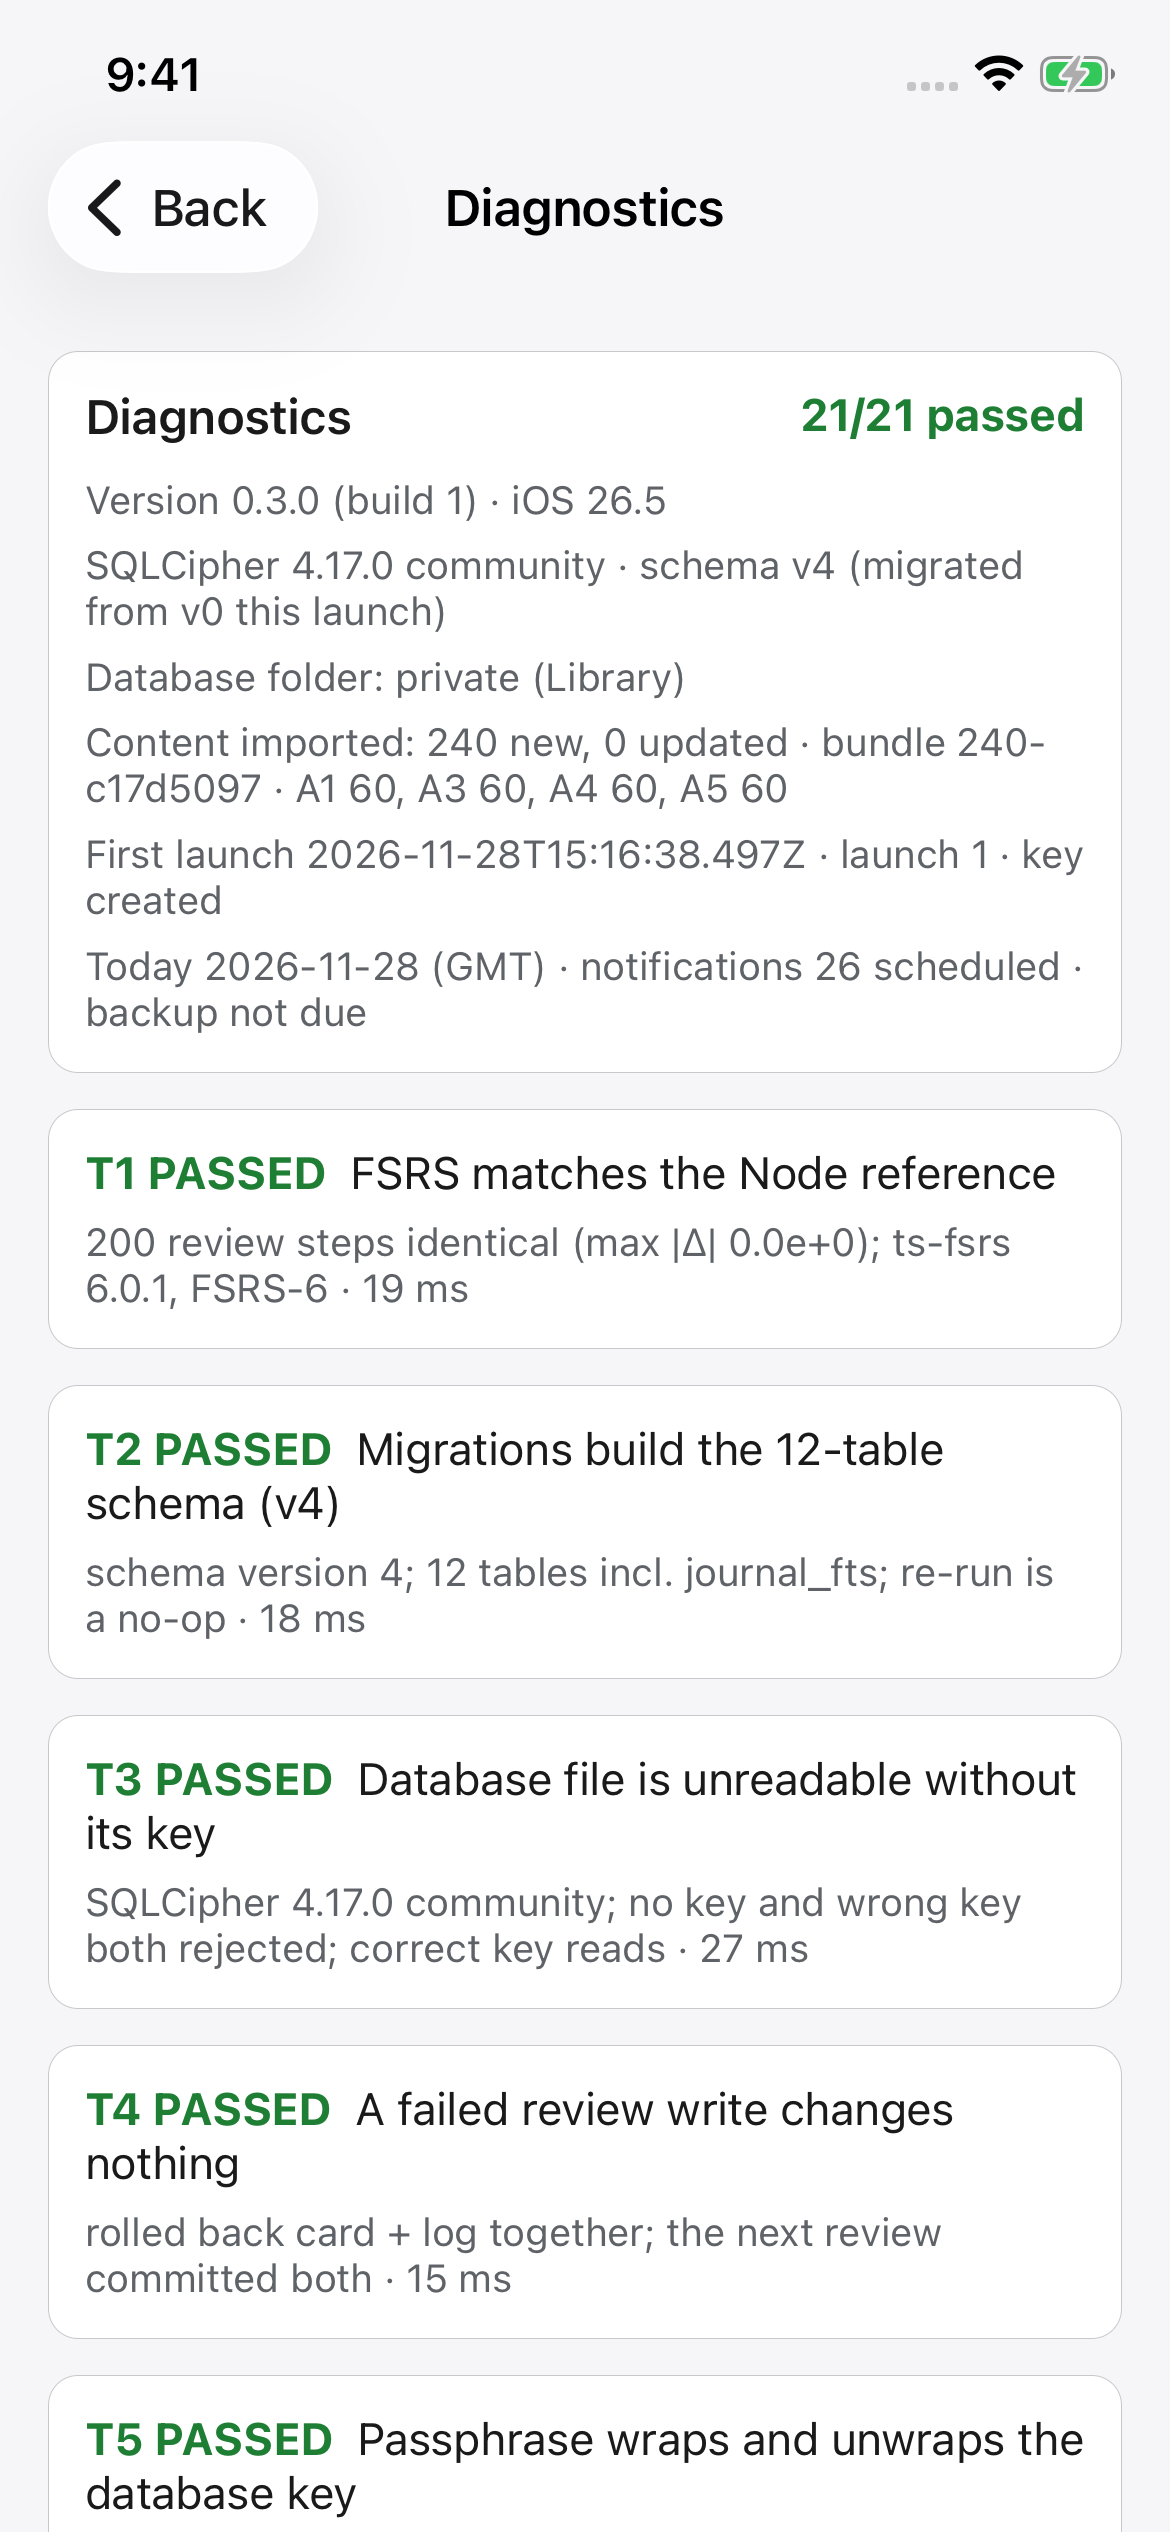 9:41
Back
Diagnostics
Diagnostics
21/21 passed
Version 0.3.0 (build 1) · iOS 26.5
SQLCipher 4.17.0 community · schema v4 (migrated
from v0 this launch)
Database folder: private (Library)
Content imported: 240 new, 0 updated · bundle 240-
c17d5097 · A1 60, A3 60, A4 60, A5 60
First launch 2026-11-28T15:16:38.497Z · launch 1 · key
created
Today 2026-11-28 (GMT) · notifications 26 scheduled ·
backup not due
T1 PASSED FSRS matches the Node reference
200 review steps identical (max |Δ| 0.0e+0); ts-fsrs
6.0.1, FSRS-6 · 19 ms
T2 PASSED Migrations build the 12-table
schema (v4)
schema version 4; 12 tables incl. journal_fts; re-run is
a no-op · 18 ms
T3 PASSED Database file is unreadable without
its key
SQLCipher 4.17.0 community; no key and wrong key
both rejected; correct key reads · 27 ms
T4 PASSED A failed review write changes
nothing
rolled back card + log together; the next review
committed both · 15 ms
T5 PASSED Passphrase wraps and unwraps the
database key